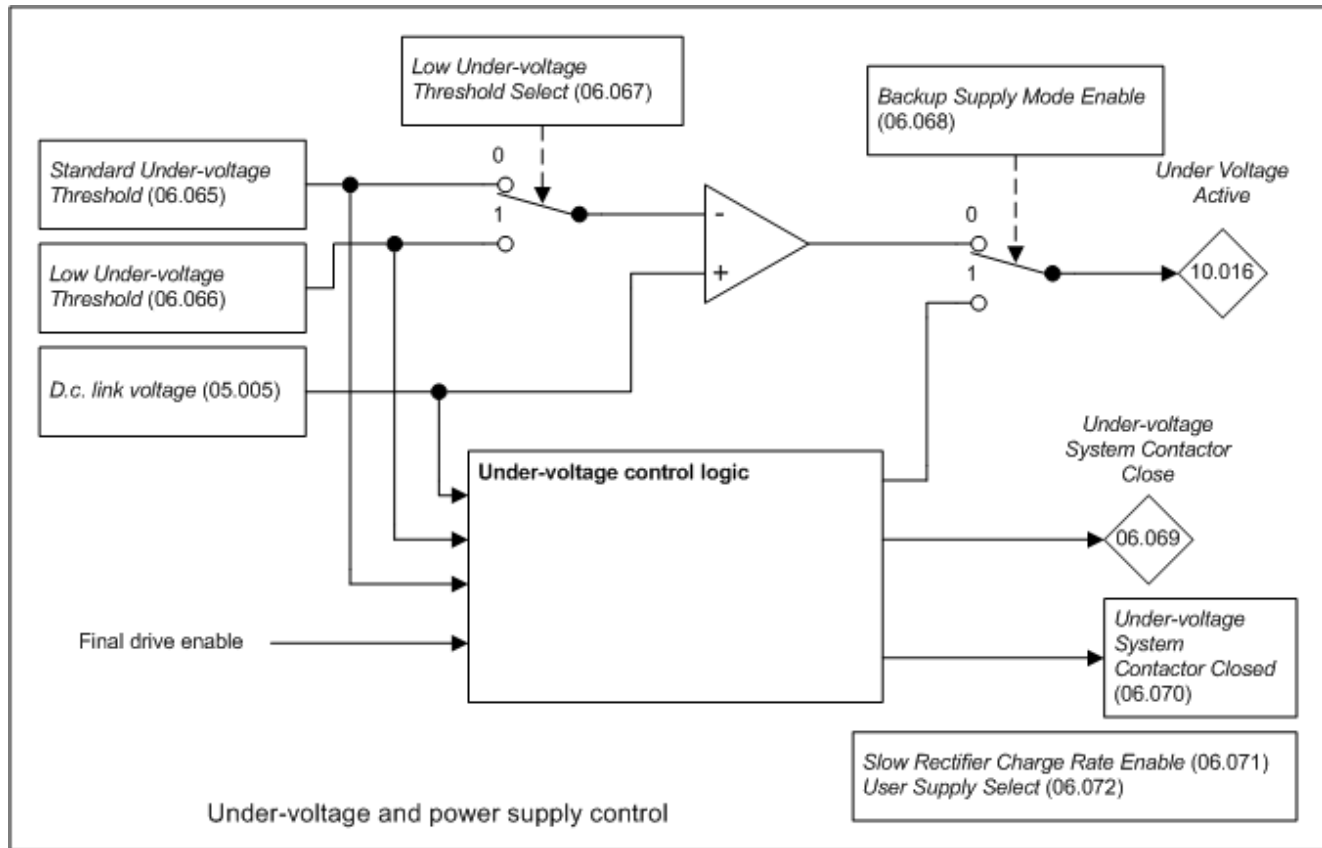 Low Under-voltage
Threshold Select (06.067)
Backup Supply Mode Enable
(06.068)
Standard Under-voltage
Threshold (06.065)
0
1
-
+
0
1
Under Voltage
Active
10.016
Low Under-voltage
Threshold (06.066)
D.c. link voltage (05.005)
Under-voltage control logic
Under-voltage
System Contactor
Close
06.069
Final drive enable
Under-voltage
System
Contactor Closed
(06.070)
Slow Rectifier Charge Rate Enable (06.071)
User Supply Select (06.072)
Under-voltage and power supply control